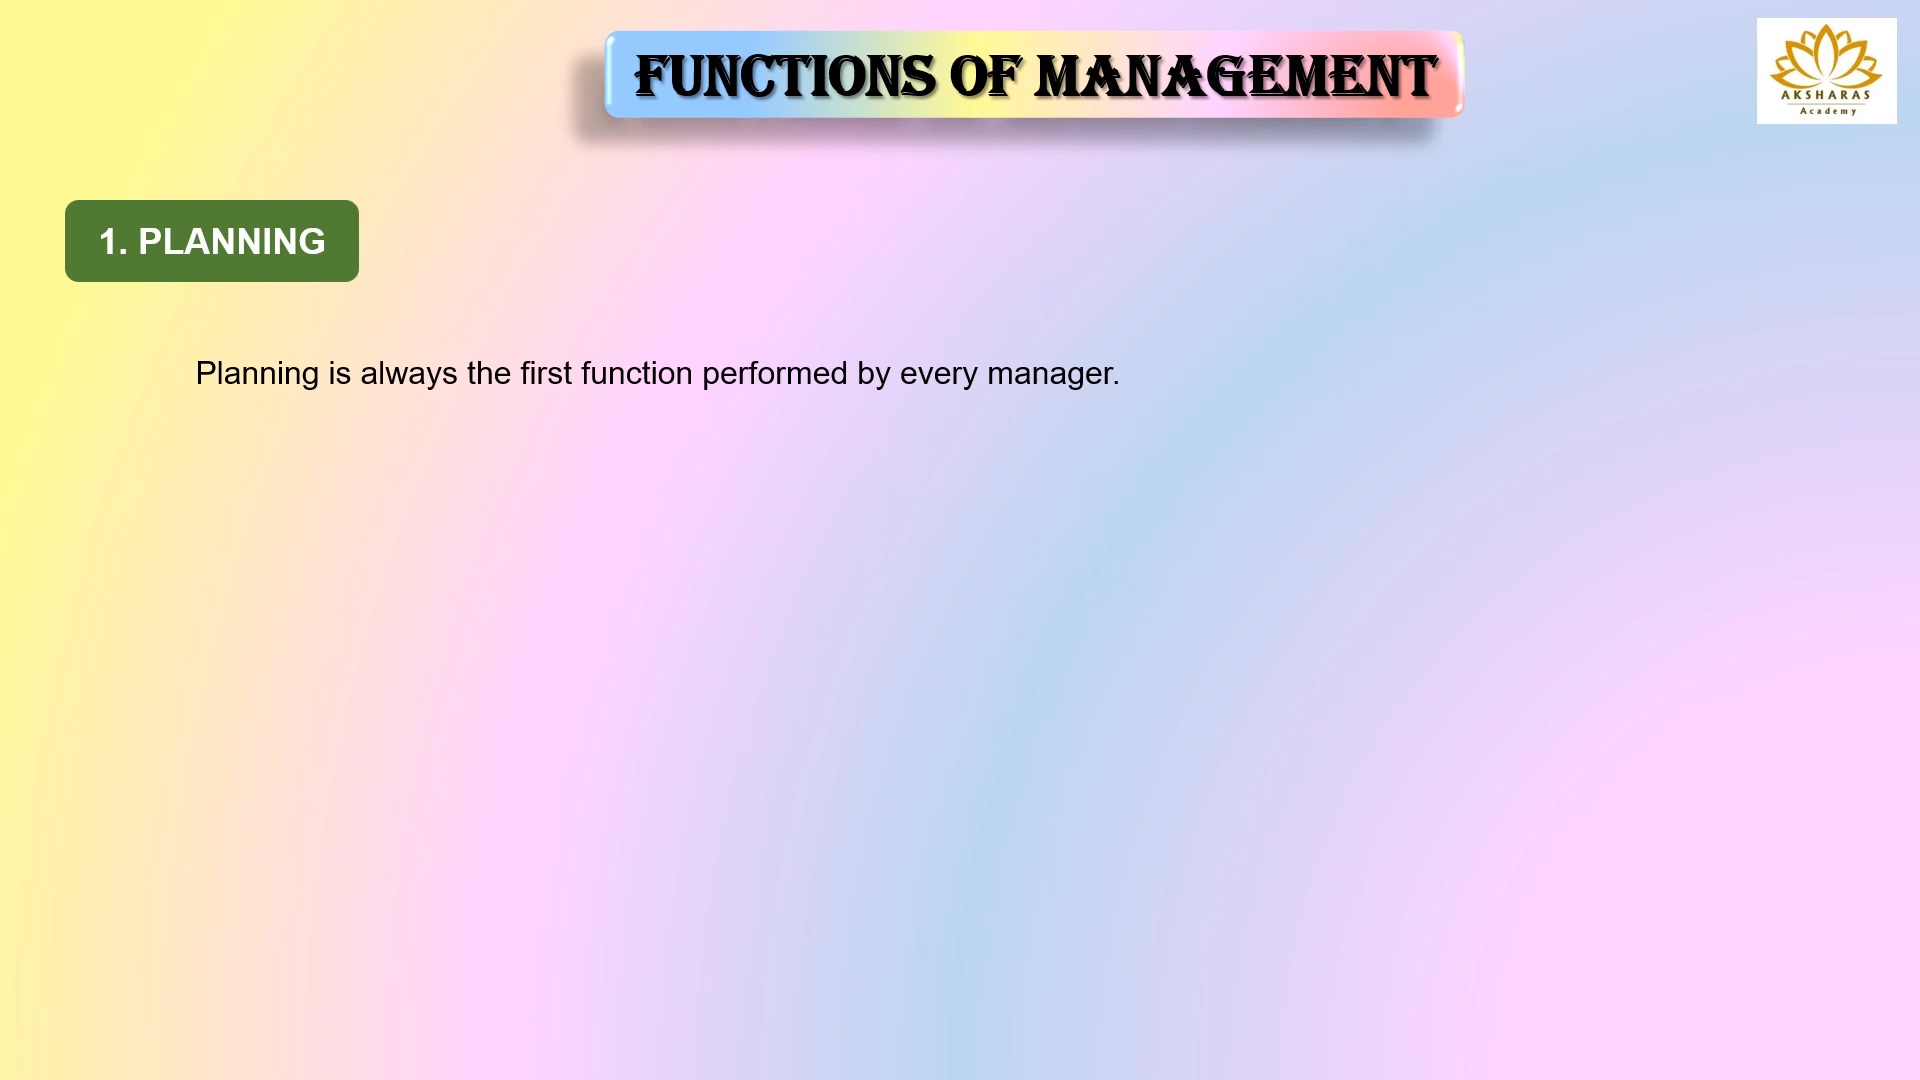 FUNCTIONS OF MANAGEMENT
AKSHARAS
Academy
1. PLANNING
Planning is always the first function performed by every manager.